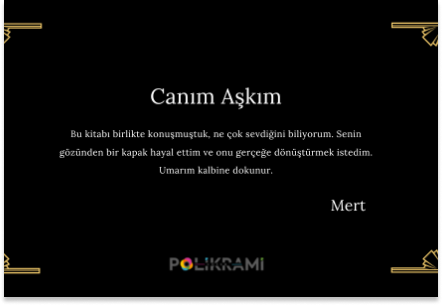 Canım Aşkım
Bu kitabı birlikte konuşmuştuk, ne çok sevdiğini biliyorum. Senin
gözünden bir kapak hayal ettim ve onu gerçeğe dönüştürmek istedim.
Umarım kalbine dokunur.
Mert
POLİKRAMİ